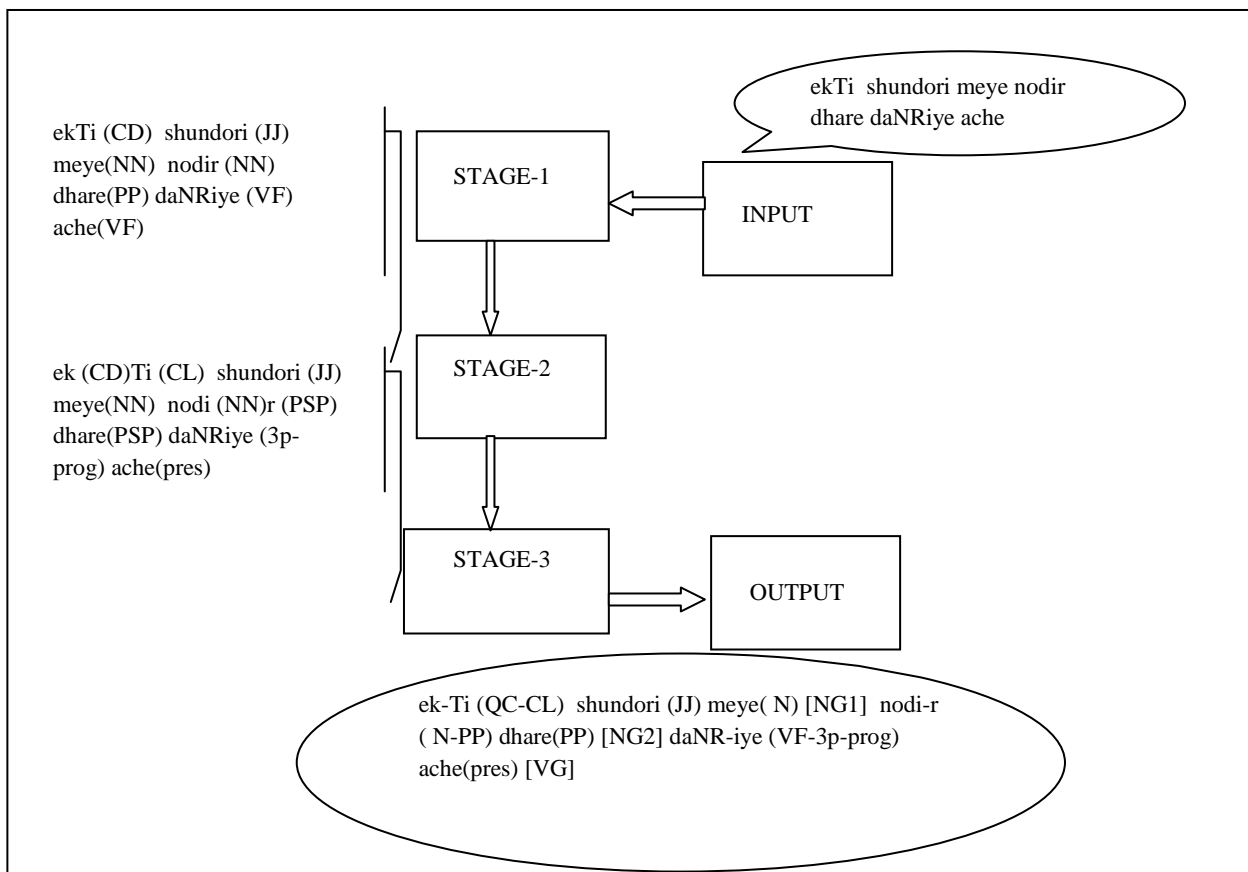 ekTi shundori meye nodir
dhare daNRiye ache
ekTi (CD) shundori (JJ)
meye(NN) nodir (NN)
dhare(PP) daNRiye (VF)
ache(VF)
STAGE-1
INPUT
ek (CD)Ti (CL) shundori (JJ)
meye(NN) nodi (NN)r (PSP)
dhare(PSP) daNRiye (3p-
prog) ache(pres)
STAGE-2
STAGE-3
OUTPUT
ek-Ti (QC-CL) shundori (JJ) meye( N) [NG1] nodi-r
( N-PP) dhare(PP) [NG2] daNR-iye (VF-3p-prog)
ache(pres) [VG]